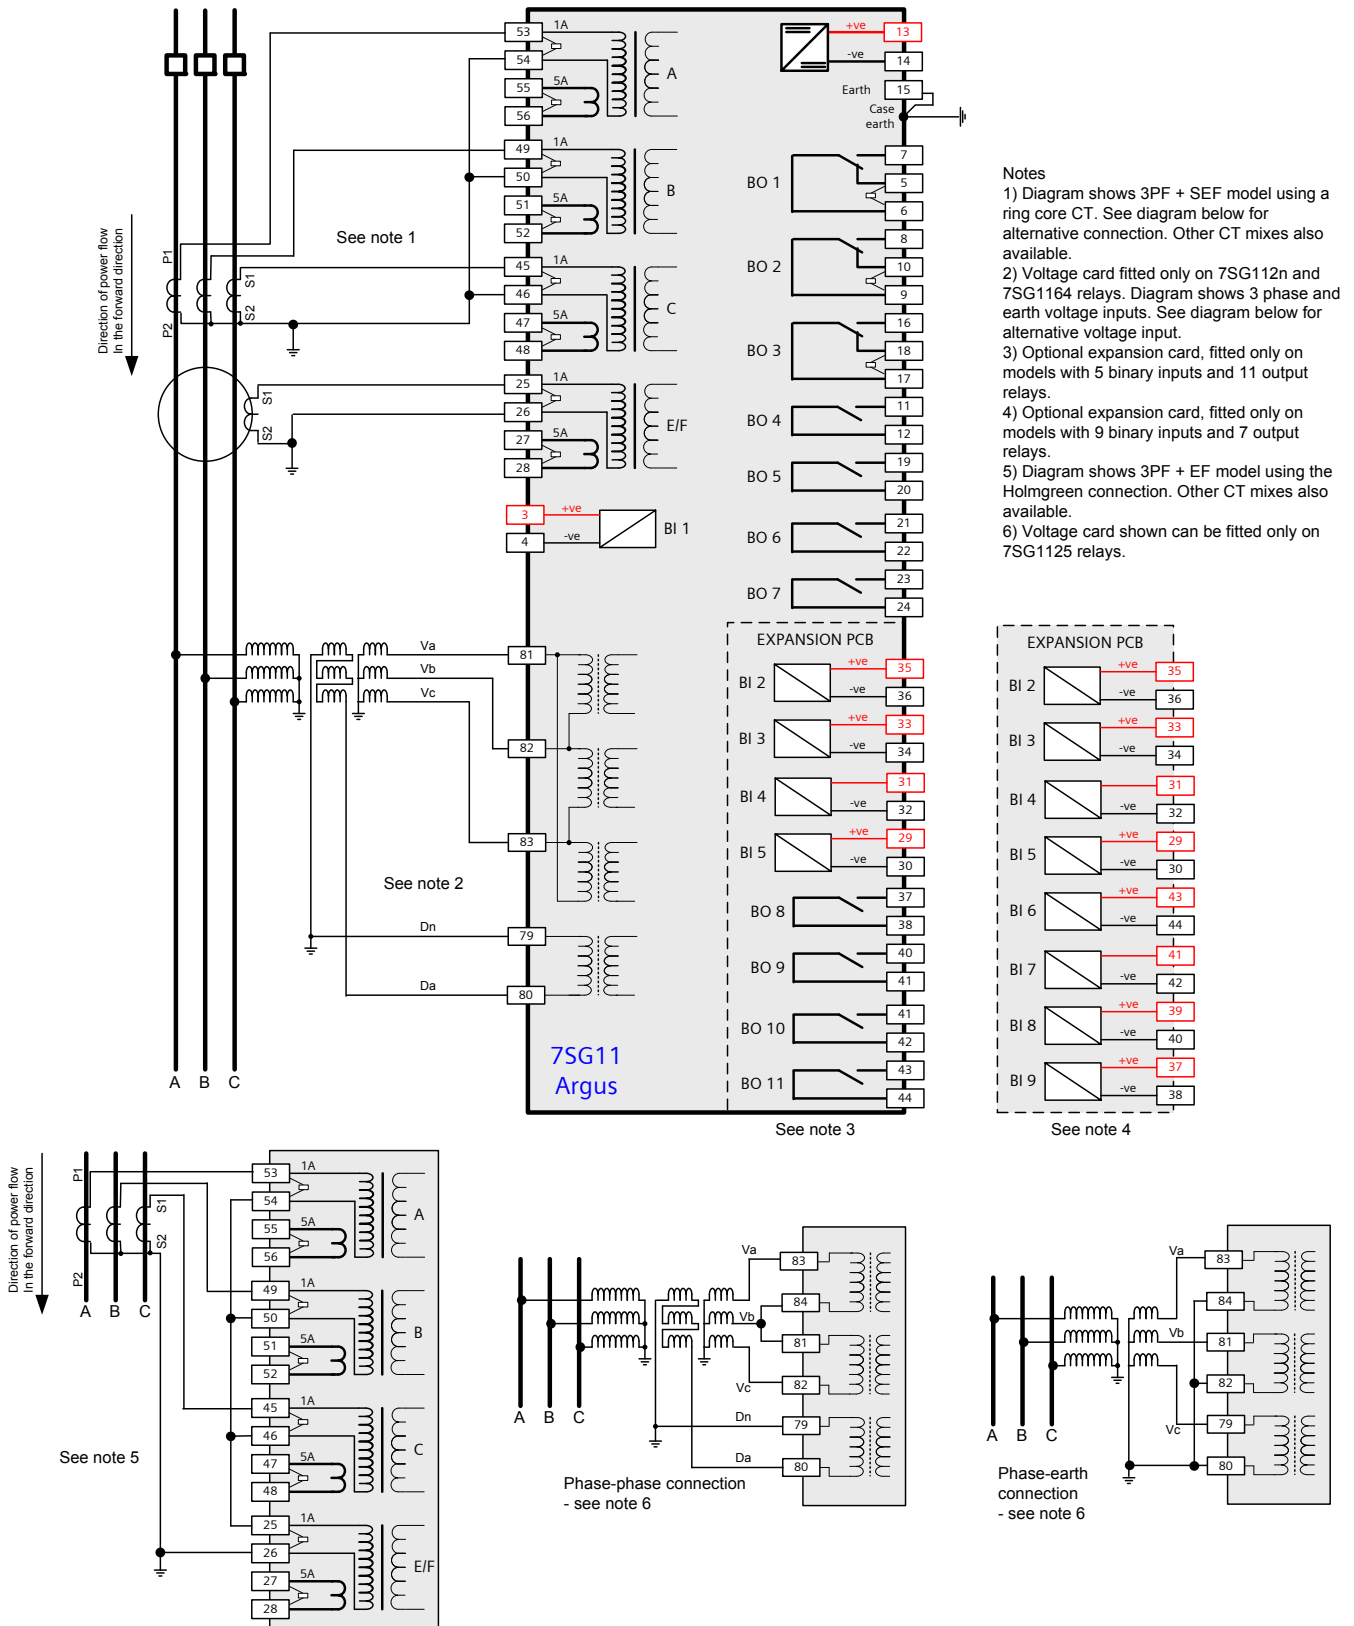 53 1A
54
55 5A
56
A
49 1A
50
51 5A
52
B
See note 1
45 1A
46
47 5A
48
C
25 1A
26
27 5A
28
E/F
Direction of power flow
In the forward direction
P1
P2
S1
S2
S1
S2
3 +ve
4 -ve
BI 1
+ve 13
-ve 14
Earth 15
Case
earth
BO 1
7
5
6
BO 2
8
10
9
BO 3
16
18
17
BO 4
11
12
BO 5
19
20
BO 6
21
22
BO 7
23
24
Notes
1) Diagram shows 3PF + SEF model using a
ring core CT. See diagram below for
alternative connection. Other CT mixes also
available.
2) Voltage card fitted only on 7SG112n and
7SG1164 relays. Diagram shows 3 phase and
earth voltage inputs. See diagram below for
alternative voltage input.
3) Optional expansion card, fitted only on
models with 5 binary inputs and 11 output
relays.
4) Optional expansion card, fitted only on
models with 9 binary inputs and 7 output
relays.
5) Diagram shows 3PF + EF model using the
Holmgreen connection. Other CT mixes also
available.
6) Voltage card shown can be fitted only on
7SG1125 relays.
Va 81
Vb
Vc
82
83
See note 2
Dn 79
Da 80
A B C
7SG11
Argus
EXPANSION PCB
BI 2 +ve 35
-ve 36
BI 3 +ve 33
-ve 34
BI 4 31
-ve 32
BI 5 +ve 29
-ve 30
BO 8 37
38
BO 9 40
41
BO 10 41
42
BO 11 43
44
See note 3
EXPANSION PCB
BI 2 +ve 35
-ve 36
BI 3 +ve 33
-ve 34
BI 4 +ve 31
-ve 32
BI 5 +ve 29
-ve 30
BI 6 +ve 43
-ve 44
BI 7 +ve 41
-ve 42
BI 8 +ve 39
-ve 40
BI 9 +ve 37
-ve 38
See note 4
Direction of power flow
In the forward direction
P1
P2
S1
S2
A B C
53 1A
54
55 5A
56
A
49 1A
50
51 5A
52
B
45 1A
46
47 5A
48
C
25 1A
26
27 5A
28
E/F
See note 5
Va 83
84
Vb
81
Vc 82
Dn 79
Da 80
A B C
Phase-phase connection
- see note 6
Va 83
84
Vb 81
82
Vc 79
80
A B C
Phase-earth
connection
- see note 6